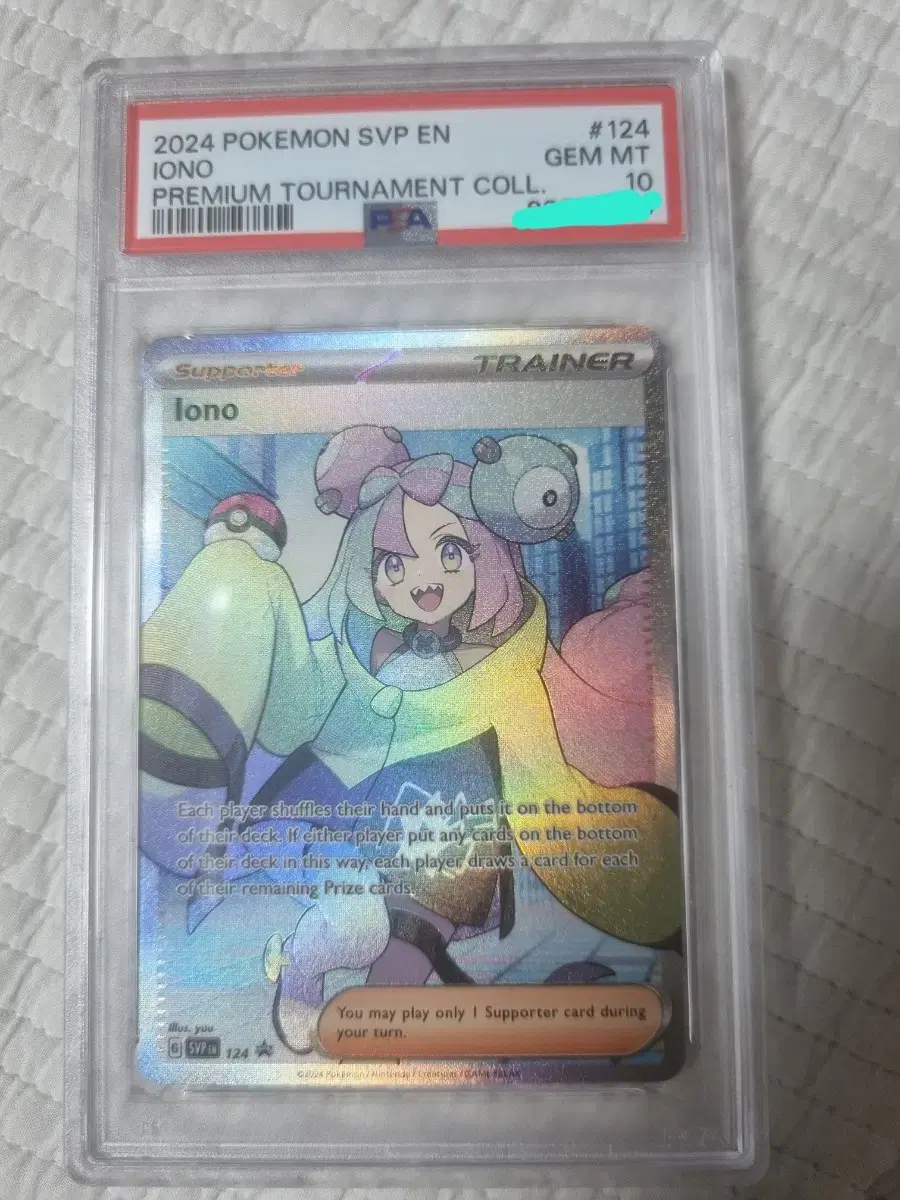 2024 POKEMON SVP EN #124
IONO GEM MT
PREMIUM TOURNAMENT COLL. 10
PSA
Supporter TRAINER
Iono
Each player shuffles their hand and puts it on the bottom
of their deck. If either player put any cards on the bottom
of their deck in this way, each player draws a card for each
of their remaining Prize cards.
You may play only 1 Supporter card during
your turn.
Illus. yuu
G SVP EN 124
©2024 Pokémon / Nintendo / Creatures / GAME FREAK